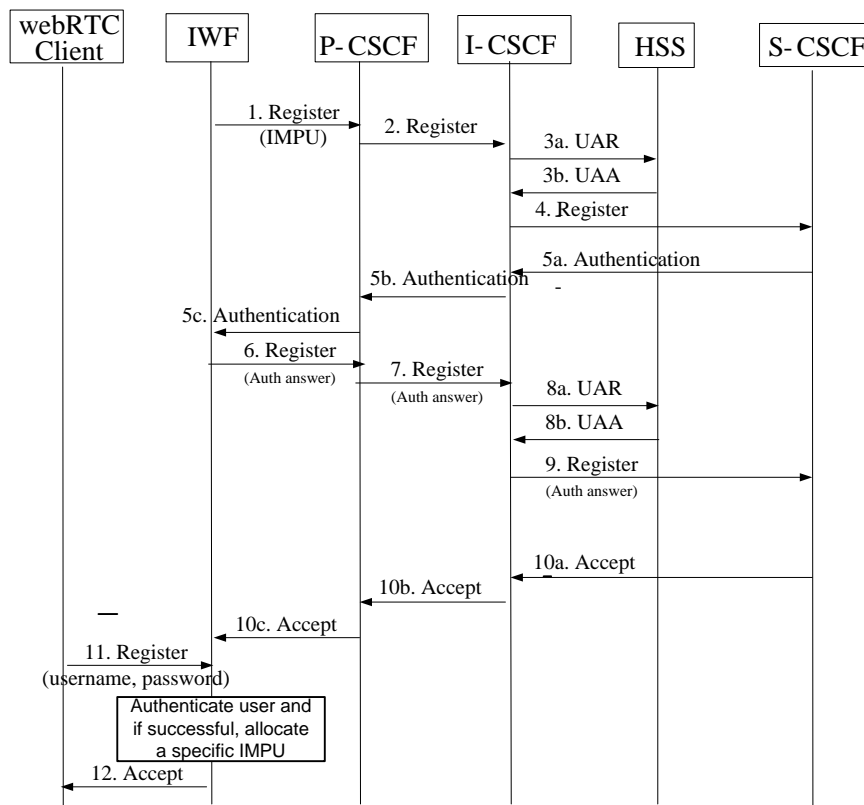 webRTC
Client
IWF
P- CSCF
I- CSCF
HSS
S- CSCF
1. Register
(IMPU)
2. Register
3a. UAR
3b. UAA
4. Register
5a. Authentication
5b. Authentication
5c. Authentication
6. Register
(Auth answer)
7. Register
(Auth answer)
8a. UAR
8b. UAA
9. Register
(Auth answer)
10a. Accept
10b. Accept
10c. Accept
11. Register
(username, password)
Authenticate user and
if successful, allocate
a specific IMPU
12. Accept